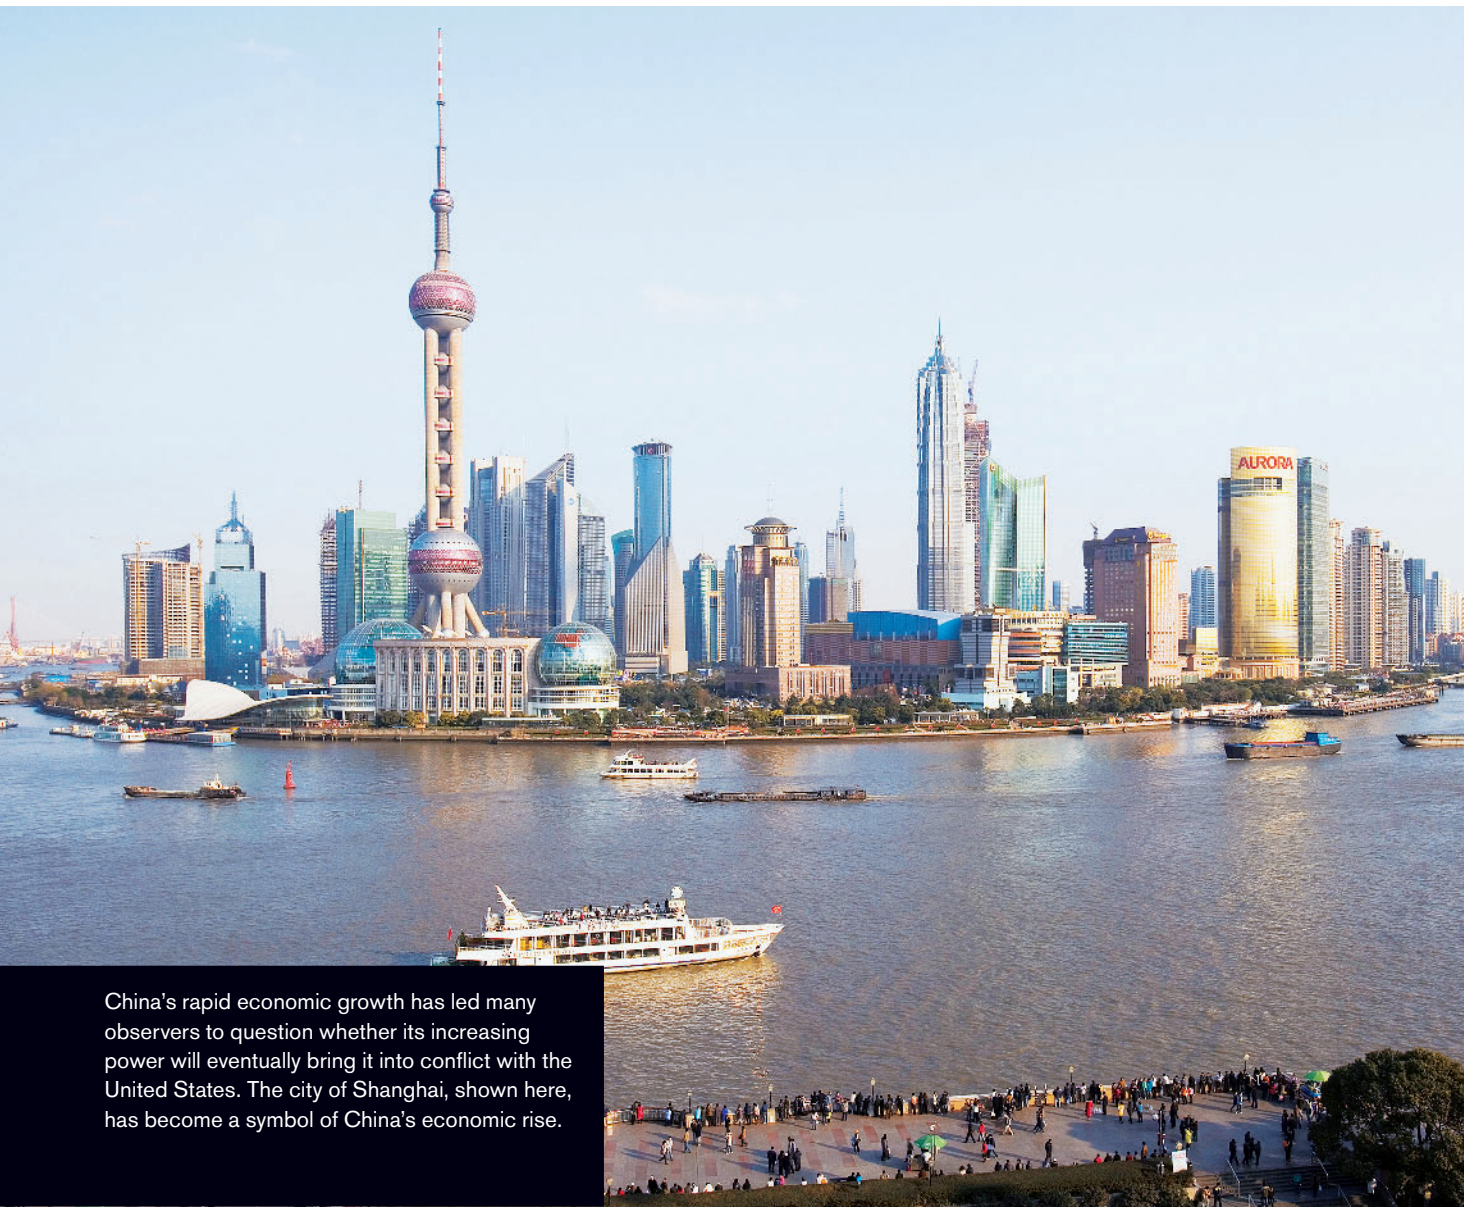 AURORA
China’s rapid economic growth has led many
observers to question whether its increasing
power will eventually bring it into conflict with the
United States. The city of Shanghai, shown here,
has become a symbol of China’s economic rise.